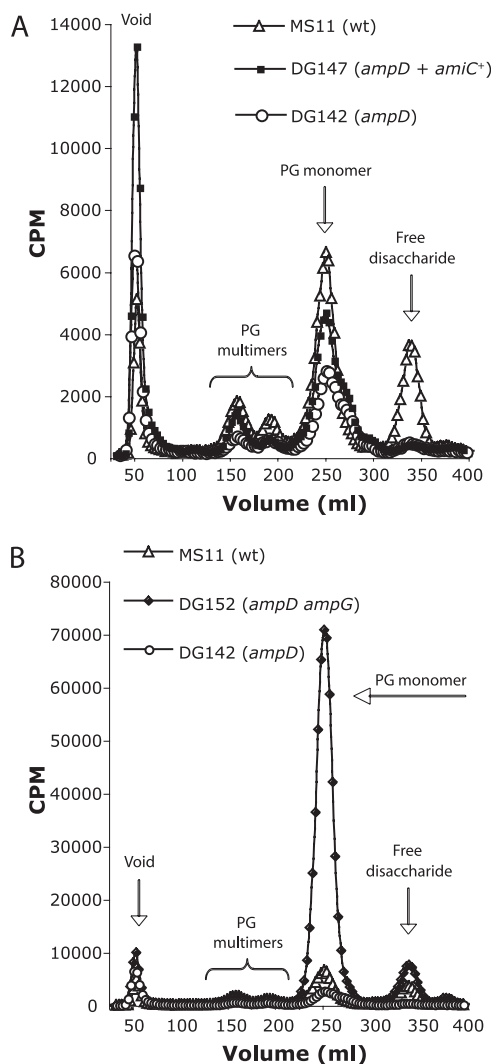 A
Void
MS11 (wt)
DG147 (ampD + amiC+)
DG142 (ampD)
14000
12000
10000
8000
6000
4000
2000
0
CPM
PG monomer
Free
disaccharide
PG
multimers
50 100 150 200 250 300 350 400
Volume (ml)
B
MS11 (wt)
DG152 (ampD ampG)
DG142 (ampD)
80000
70000
60000
50000
40000
30000
20000
10000
0
CPM
PG monomer
Void
PG
multimers
Free
disaccharide
50 100 150 200 250 300 350 400
Volume (ml)